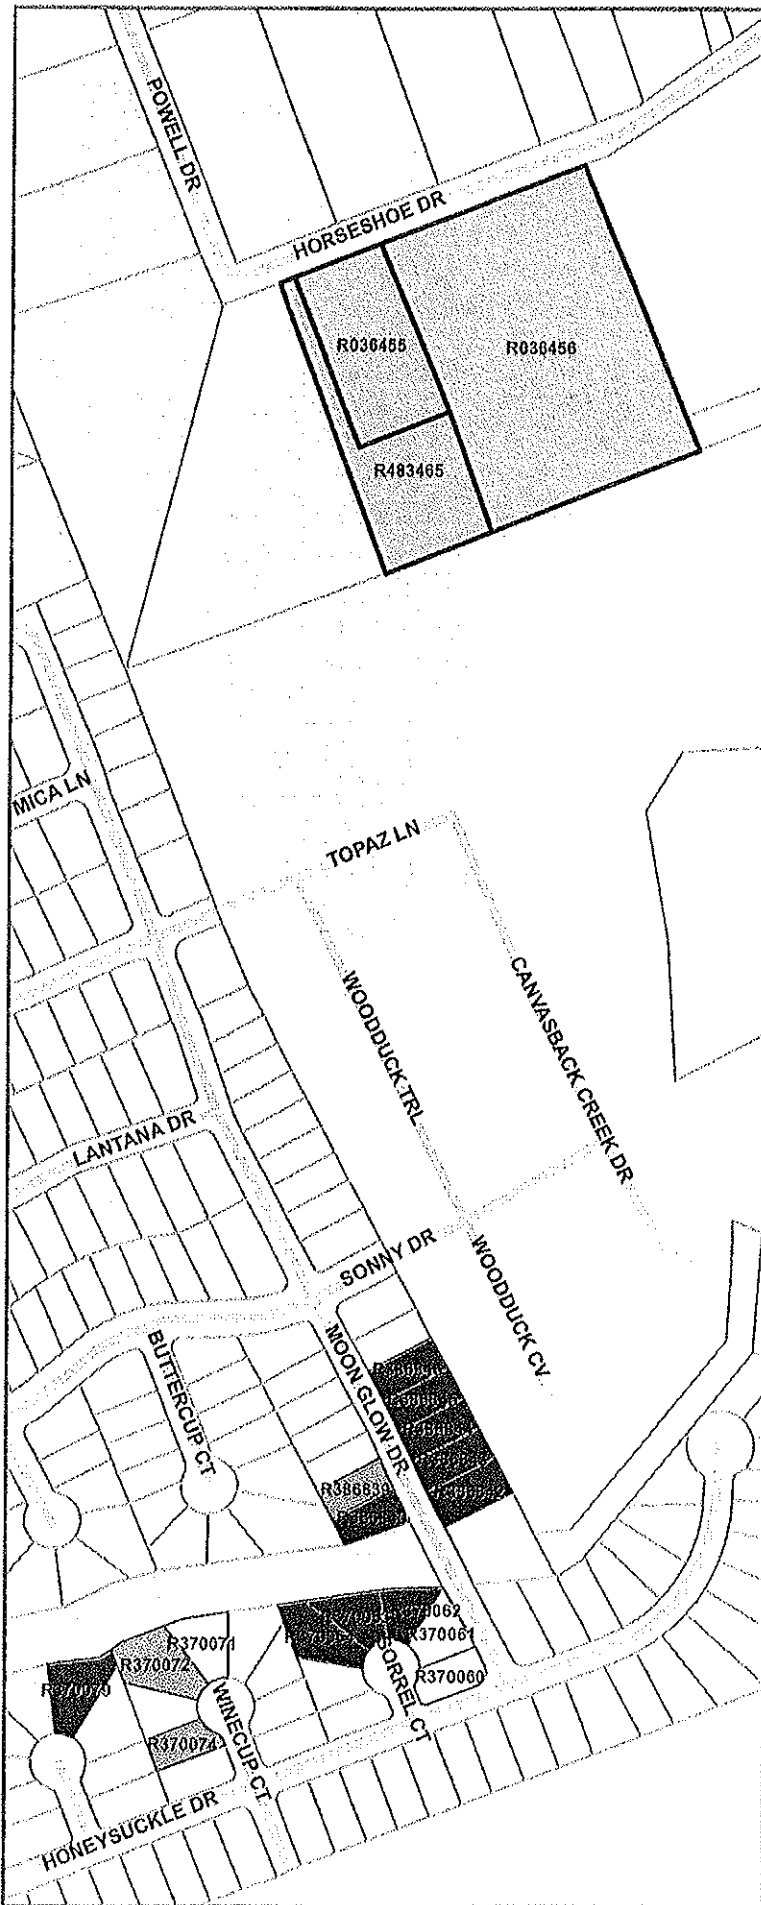 POWELL DR
HORSESHOE DR
R036455
R036456
R483465
MICA LN
TOPAZ LN
WOODDUCK TRL
CANVASBACK CREEK DR
LANTANA DR
SONNY DR
WOODDUCK CV
BUTTERCUP CT
MOON GLOW DR
R386830
R370062
R370071
R370061
R370072
SORREL CT
R370060
R370070
WINECUP CT
R370074
HONEYSUCKLE DR